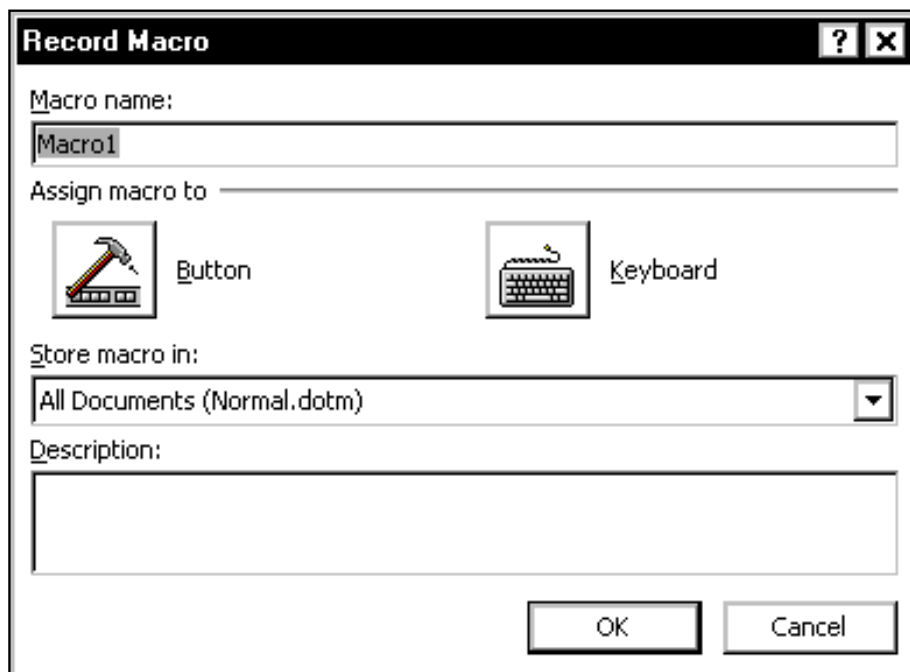 Record Macro ?
Macro name:
Macro1
Assign macro to
Button Keyboard
Store macro in:
All Documents (Normal.dotm)
Description:
OK Cancel